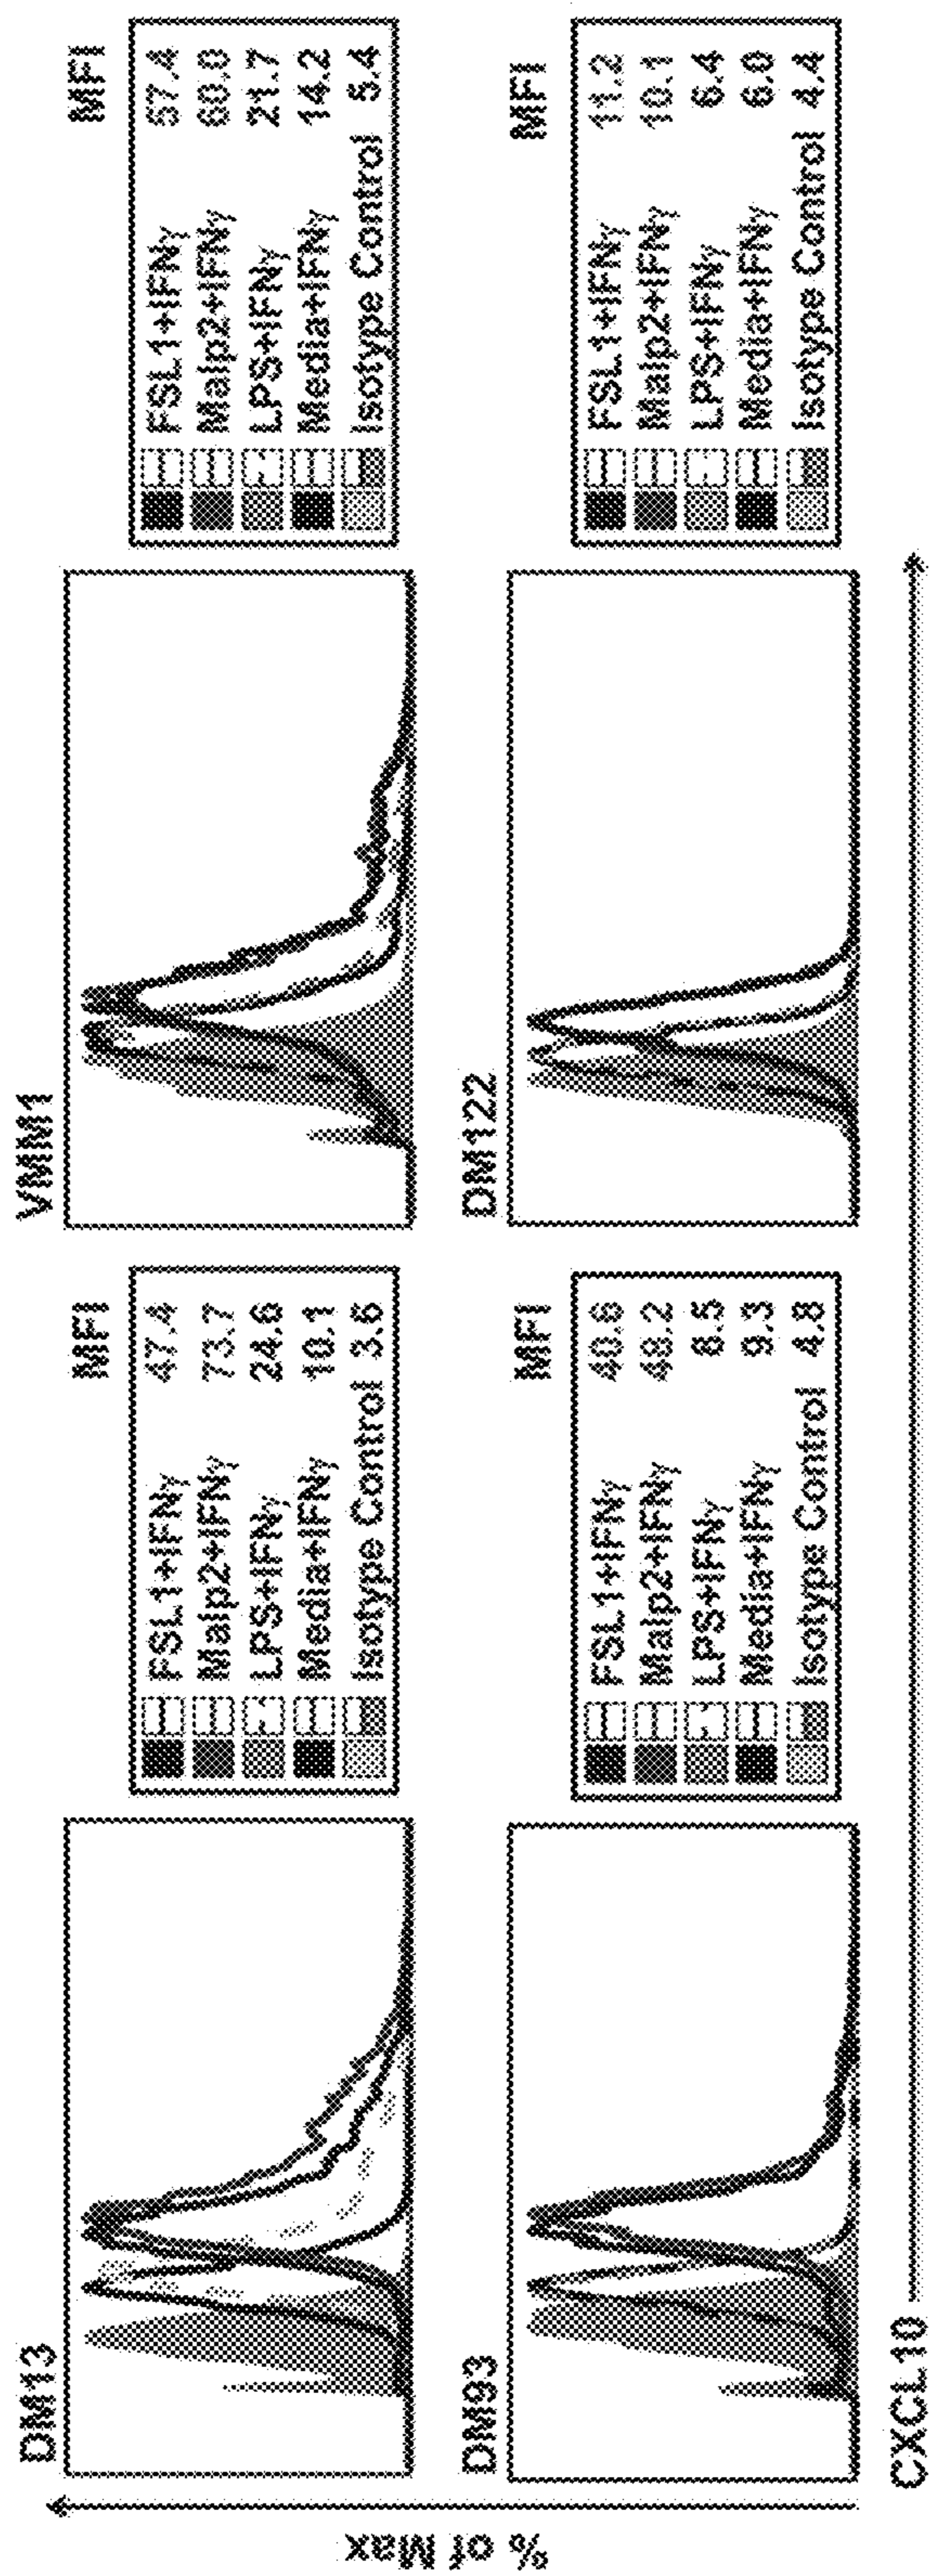 DM13
MFI
FSL1+IFNγ 47.4
Malp2+IFNγ 73.7
LPS+IFNγ 24.6
Media+IFNγ 10.1
Isotype Control 3.6
VMM1
MFI
FSL1+IFNγ 57.4
Malp2+IFNγ 60.0
LPS+IFNγ 21.7
Media+IFNγ 14.2
Isotype Control 5.4
DM93
MFI
FSL1+IFNγ 40.6
Malp2+IFNγ 48.2
LPS+IFNγ 8.5
Media+IFNγ 9.3
Isotype Control 4.8
DM122
MFI
FSL1+IFNγ 11.2
Malp2+IFNγ 10.1
LPS+IFNγ 6.4
Media+IFNγ 6.0
Isotype Control 4.4
% of Max
CXCL10